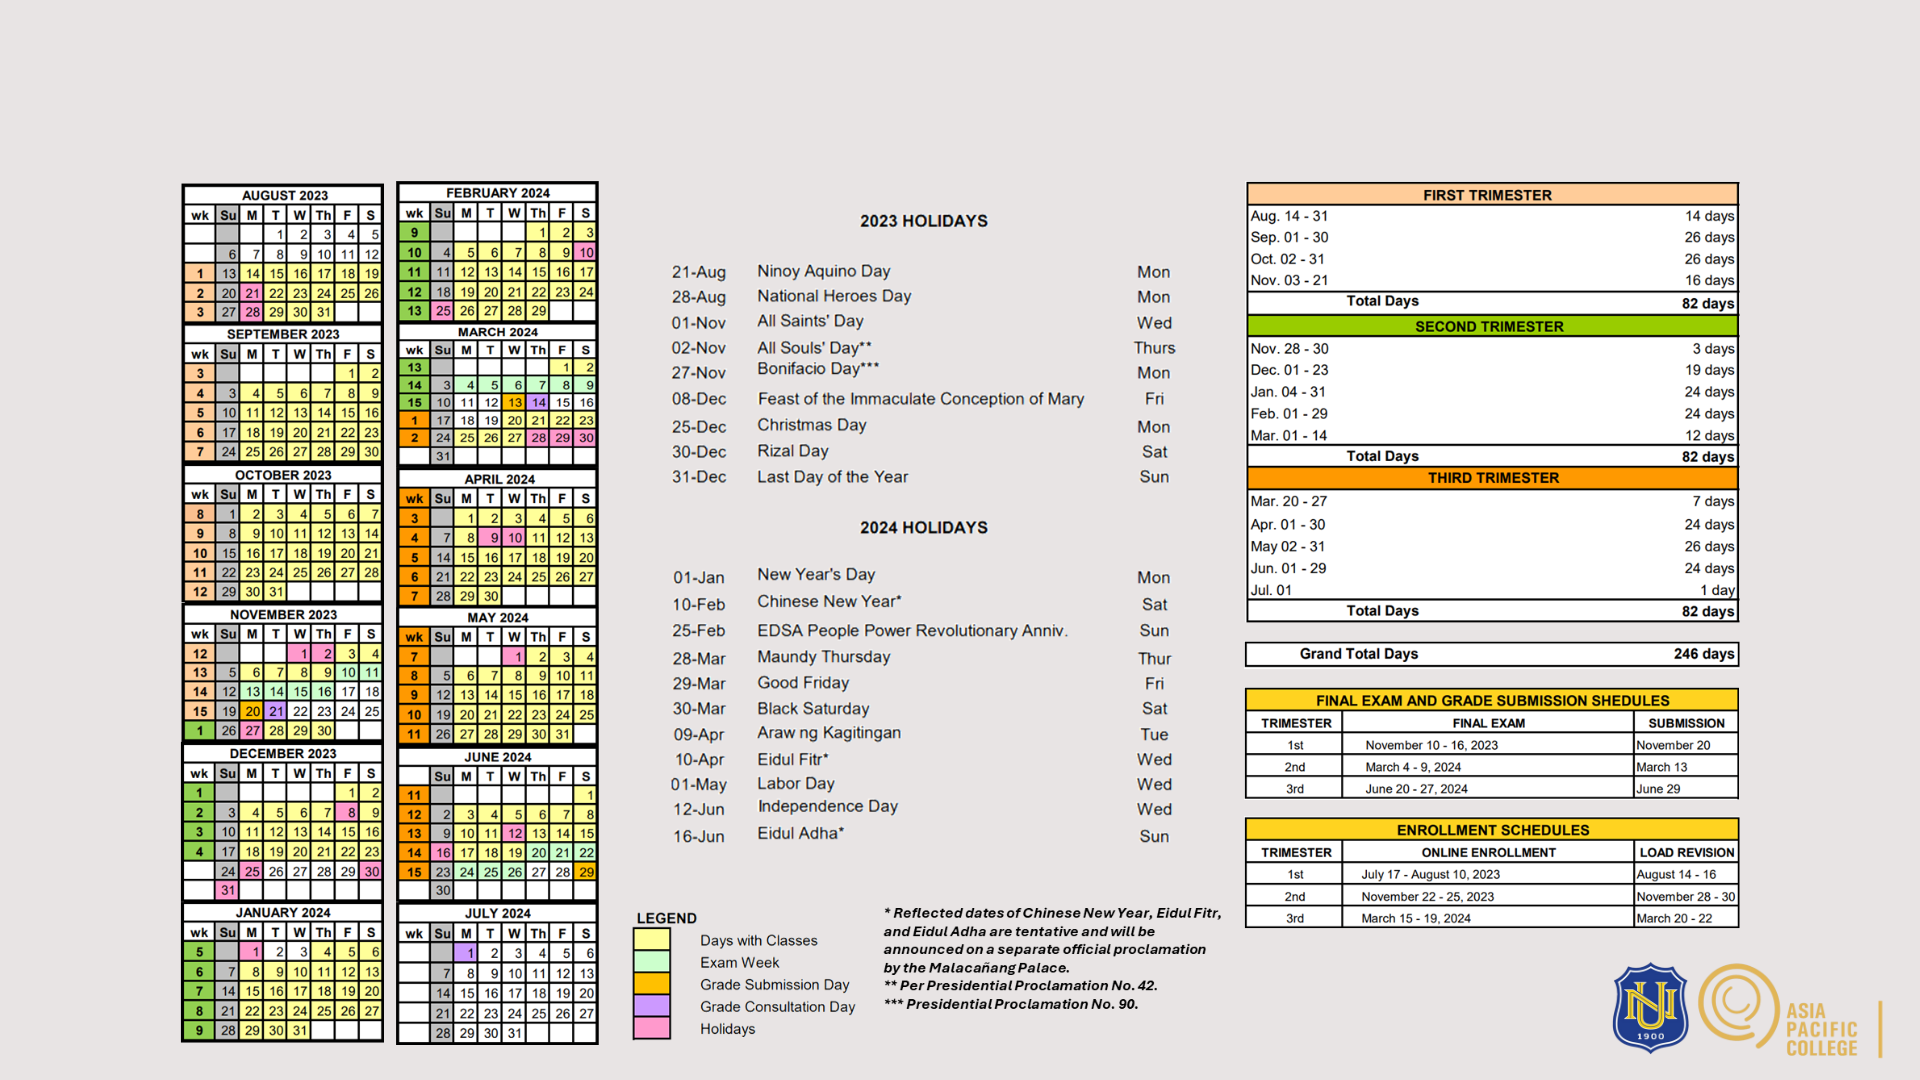 AUGUST 2023
wk Su M T W Th F S
1 2 3 4 5
6 7 8 9 10 11 12
1 13 14 15 16 17 18 19
2 20 21 22 23 24 25 26
3 27 28 29 30 31
SEPTEMBER 2023
wk Su M T W Th F S
3 1 2
4 3 4 5 6 7 8 9
5 10 11 12 13 14 15 16
6 17 18 19 20 21 22 23
7 24 25 26 27 28 29 30
OCTOBER 2023
wk Su M T W Th F S
8 1 2 3 4 5 6 7
9 8 9 10 11 12 13 14
10 15 16 17 18 19 20 21
11 22 23 24 25 26 27 28
12 29 30 31
NOVEMBER 2023
wk Su M T W Th F S
12 1 2 3 4
13 5 6 7 8 9 10 11
14 12 13 14 15 16 17 18
15 19 20 21 22 23 24 25
1 26 27 28 29 30
DECEMBER 2023
wk Su M T W Th F S
1 1 2
2 3 4 5 6 7 8 9
3 10 11 12 13 14 15 16
4 17 18 19 20 21 22 23
24 25 26 27 28 29 30
31
JANUARY 2024
wk Su M T W Th F S
5 1 2 3 4 5 6
6 7 8 9 10 11 12 13
7 14 15 16 17 18 19 20
8 21 22 23 24 25 26 27
9 28 29 30 31
FEBRUARY 2024
wk Su M T W Th F S
9 1 2 3
10 4 5 6 7 8 9 10
11 11 12 13 14 15 16 17
12 18 19 20 21 22 23 24
13 25 26 27 28 29
MARCH 2024
wk Su M T W Th F S
13 1 2
14 3 4 5 6 7 8 9
15 10 11 12 13 14 15 16
1 17 18 19 20 21 22 23
2 24 25 26 27 28 29 30
31
APRIL 2024
wk Su M T W Th F S
3 1 2 3 4 5 6
4 7 8 9 10 11 12 13
5 14 15 16 17 18 19 20
6 21 22 23 24 25 26 27
7 28 29 30
MAY 2024
wk Su M T W Th F S
7 1 2 3 4
8 5 6 7 8 9 10 11
9 12 13 14 15 16 17 18
10 19 20 21 22 23 24 25
11 26 27 28 29 30 31
JUNE 2024
Su M T W Th F S
11 1
12 2 3 4 5 6 7 8
13 9 10 11 12 13 14 15
14 16 17 18 19 20 21 22
15 23 24 25 26 27 28 29
30
JULY 2024
wk Su M T W Th F S
1 2 3 4 5 6
7 8 9 10 11 12 13
14 15 16 17 18 19 20
21 22 23 24 25 26 27
28 29 30 31
2023 HOLIDAYS
21-Aug Ninoy Aquino Day Mon
28-Aug National Heroes Day Mon
01-Nov All Saints' Day Wed
02-Nov All Souls' Day** Thurs
27-Nov Bonifacio Day*** Mon
08-Dec Feast of the Immaculate Conception of Mary Fri
25-Dec Christmas Day Mon
30-Dec Rizal Day Sat
31-Dec Last Day of the Year Sun
2024 HOLIDAYS
01-Jan New Year's Day Mon
10-Feb Chinese New Year* Sat
25-Feb EDSA People Power Revolutionary Anniv. Sun
28-Mar Maundy Thursday Thur
29-Mar Good Friday Fri
30-Mar Black Saturday Sat
09-Apr Araw ng Kagitingan Tue
10-Apr Eidul Fitr* Wed
01-May Labor Day Wed
12-Jun Independence Day Wed
16-Jun Eidul Adha* Sun
LEGEND
Days with Classes
Exam Week
Grade Submission Day
Grade Consultation Day
Holidays
* Reflected dates of Chinese New Year, Eidul Fitr,
and Eidul Adha are tentative and will be
announced on a separate official proclamation
by the Malacañang Palace.
** Per Presidential Proclamation No. 42.
*** Presidential Proclamation No. 90.
FIRST TRIMESTER
Aug. 14 - 31 14 days
Sep. 01 - 30 26 days
Oct. 02 - 31 26 days
Nov. 03 - 21 16 days
Total Days 82 days
SECOND TRIMESTER
Nov. 28 - 30 3 days
Dec. 01 - 23 19 days
Jan. 04 - 31 24 days
Feb. 01 - 29 24 days
Mar. 01 - 14 12 days
Total Days 82 days
THIRD TRIMESTER
Mar. 20 - 27 7 days
Apr. 01 - 30 24 days
May 02 - 31 26 days
Jun. 01 - 29 24 days
Jul. 01 1 day
Total Days 82 days
Grand Total Days 246 days
FINAL EXAM AND GRADE SUBMISSION SHEDULES
TRIMESTER FINAL EXAM SUBMISSION
1st November 10 - 16, 2023 November 20
2nd March 4 - 9, 2024 March 13
3rd June 20 - 27, 2024 June 29
ENROLLMENT SCHEDULES
TRIMESTER ONLINE ENROLLMENT LOAD REVISION
1st July 17 - August 10, 2023 August 14 - 16
2nd November 22 - 25, 2023 November 28 - 30
3rd March 15 - 19, 2024 March 20 - 22
NU
1900
ASIA
PACIFIC
COLLEGE